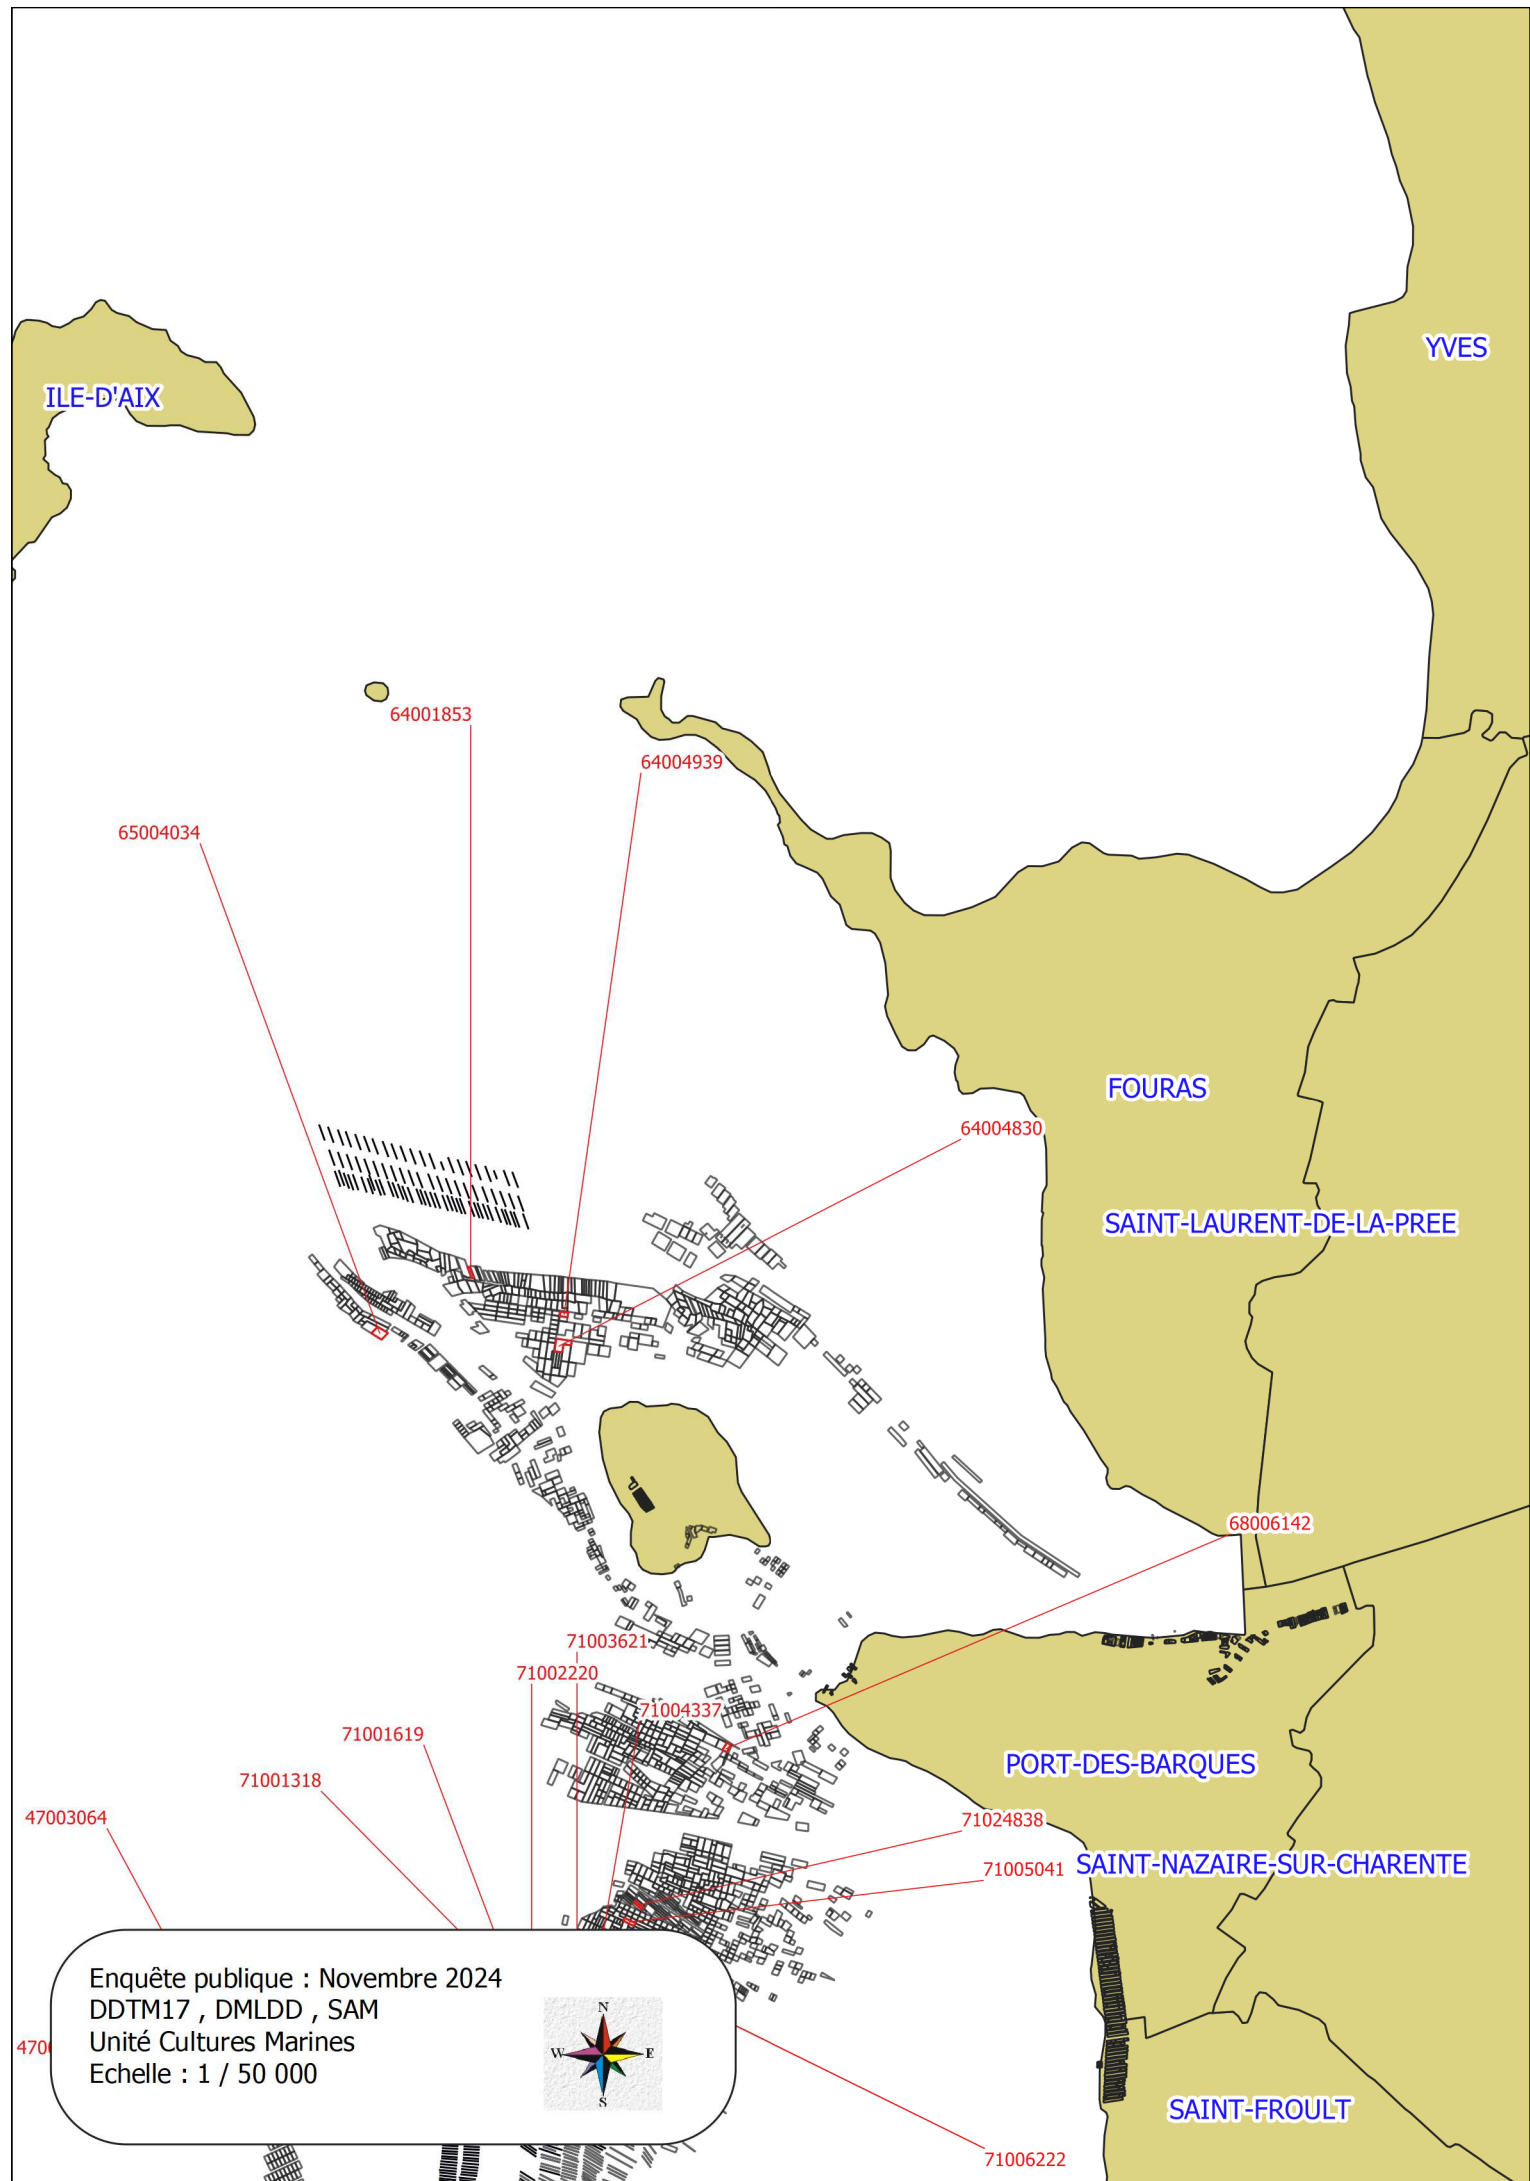 YVES
ILE-D'AIX
64001853
64004939
65004034
FOURAS
64004830
SAINT-LAURENT-DE-LA-PREE
68006142
71003621
71002220
71004337
71001619
PORT-DES-BARQUES
71001318
47003064
71024838
SAINT-NAZAIRE-SUR-CHARENTE
71005041
Enquête publique : Novembre 2024
DDTM17 , DMLDD , SAM
Unité Cultures Marines
Echelle : 1 / 50 000
N
W
E
S
SAINT-FROULT
71006222